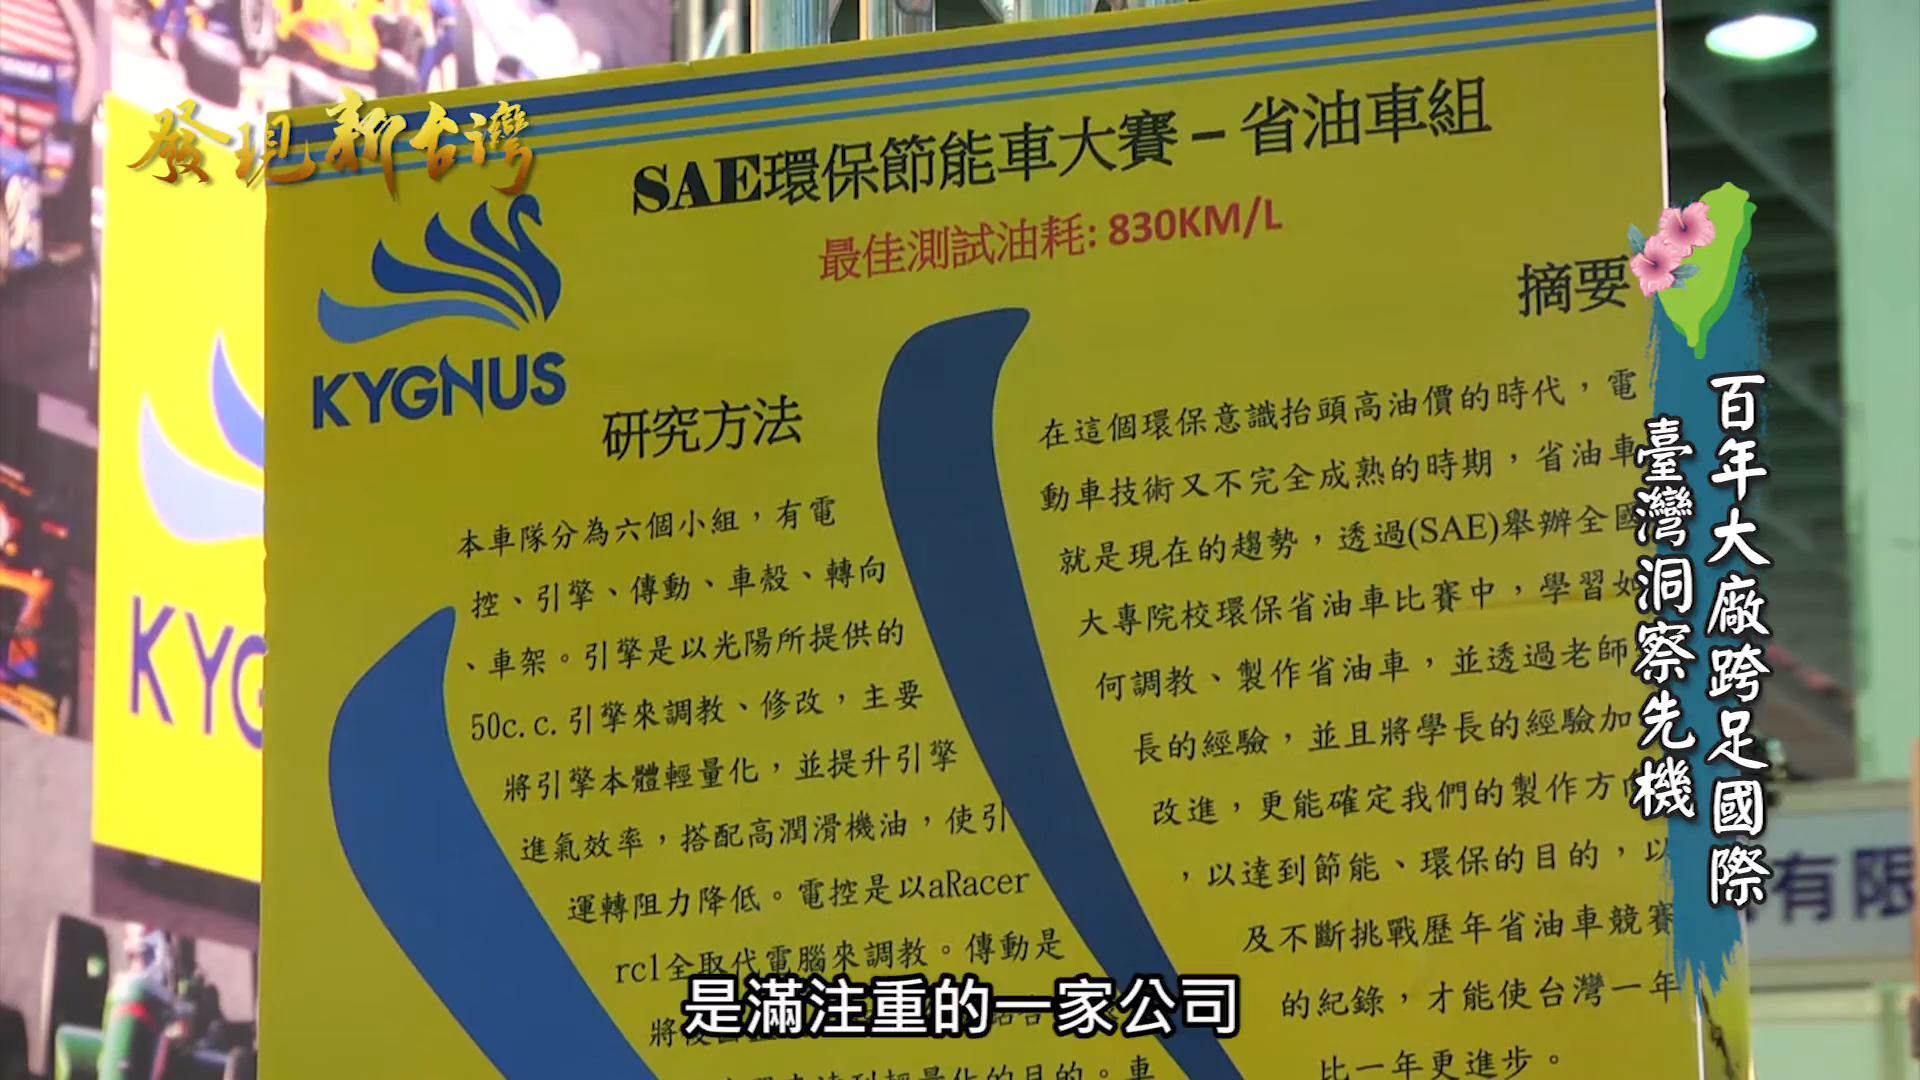 發現新台灣
SAE環保節能車大賽–省油車組
最佳測試油耗: 830KM/L
KYGNUS
研究方法
本車隊分為六個小組，有電
控、引擎、傳動、車殼、轉向
、車架。引擎是以光陽所提供的
50c.c.引擎來調教、修改，主要
將引擎本體輕量化，並提升引擎
進氣效率，搭配高潤滑機油，使引
運轉阻力降低。電控是以aRacer
rc1全取代電腦來調教。傳動是
將
輕量化的目的。車
摘要
在這個環保意識抬頭高油價的時代，電
動車技術又不完全成熟的時期，省油車
就是現在的趨勢，透過(SAE)舉辦全國
大專院校環保省油車比賽中，學習如
何調教、製作省油車，並透過老師
長的經驗，並且將學長的經驗加
改進，更能確定我們的製作方向
，以達到節能、環保的目的，以
及不斷挑戰歷年省油車競賽
的紀錄，才能使台灣一年
比一年更進步。
KYG
百年大廠跨足國際
臺灣洞察先機
有限
是滿注重的一家公司